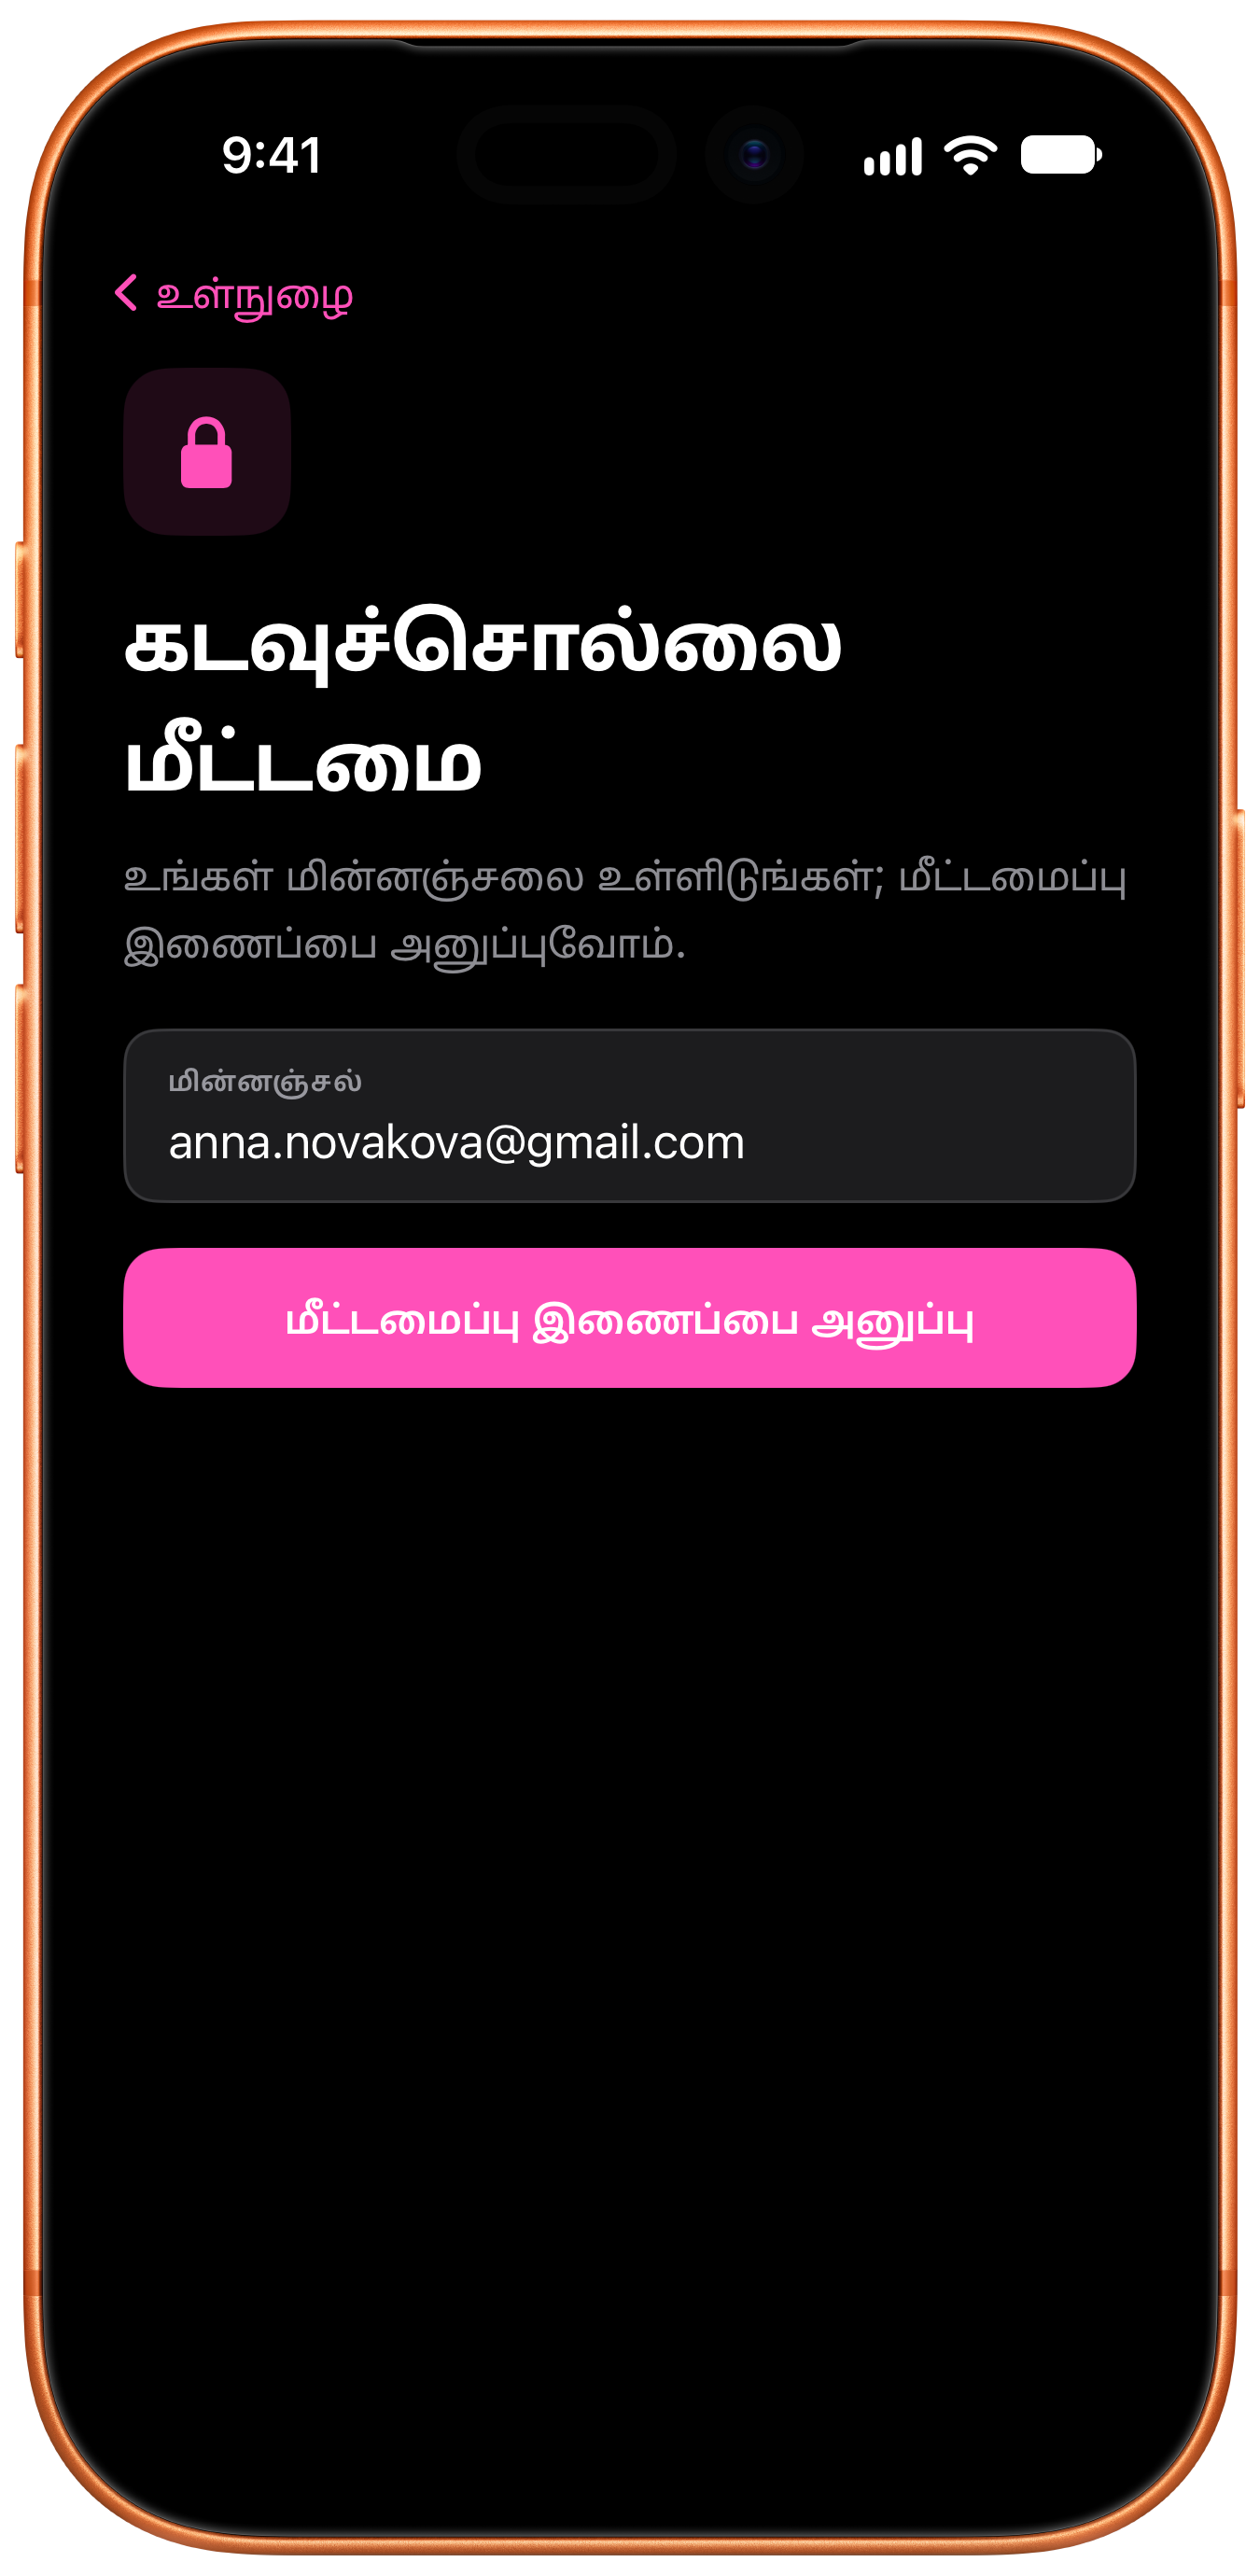 9:41
உள்நுழை
கடவுச்சொல்லை
மீட்டமை
உங்கள் மின்னஞ்சலை உள்ளிடுங்கள்; மீட்டமைப்பு
இணைப்பை அனுப்புவோம்.
மின்னஞ்சல்
anna.novakova@gmail.com
மீட்டமைப்பு இணைப்பை அனுப்பு